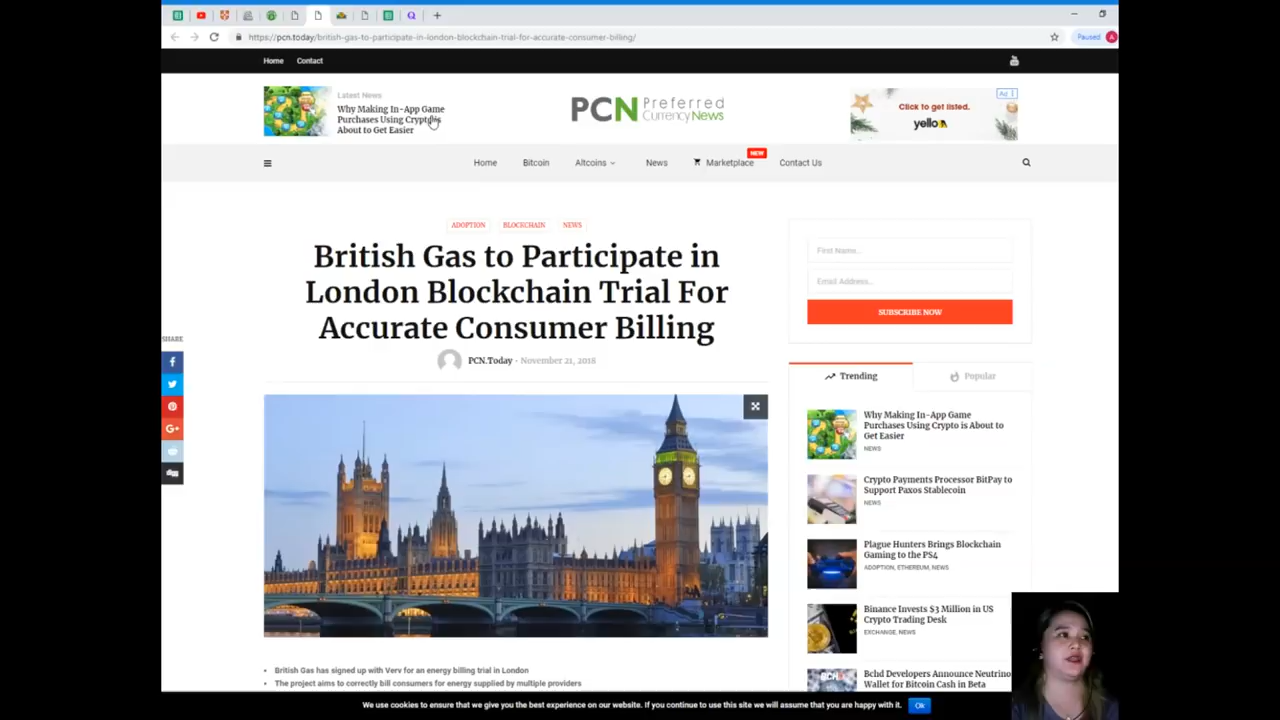 https://pcn.today/british-gas-to-participate-in-london-blockchain-trial-for-accurate-consumer-billing/
Paused
A
Home
Contact
Latest News
Why Making In-App Game
Purchases Using Crypto is
About to Get Easier
PCN Preferred
Currency News
Ad
Click to get listed.
yello
Home
Bitcoin
Altcoins
News
Marketplace
NEW
Contact Us
ADOPTION
BLOCKCHAIN
NEWS
British Gas to Participate in
London Blockchain Trial For
Accurate Consumer Billing
PCN.Today - November 21, 2018
SHARE
First Name..
Email Address..
SUBSCRIBE NOW
Trending
Popular
Why Making In-App Game
Purchases Using Crypto is About to
Get Easier
NEWS
Crypto Payments Processor BitPay to
Support Paxos Stablecoin
NEWS
Plague Hunters Brings Blockchain
Gaming to the PS4
ADOPTION, ETHEREUM, NEWS
Binance Invests $3 Million in US
Crypto Trading Desk
EXCHANGE, NEWS
Bchd Developers Announce Neutrino
Wallet for Bitcoin Cash in Beta
British Gas has signed up with Verv for an energy billing trial in London
The project aims to correctly bill consumers for energy supplied by multiple providers
We use cookies to ensure that we give you the best experience on our website. If you continue to use this site we will assume that you are happy with it.
Ok